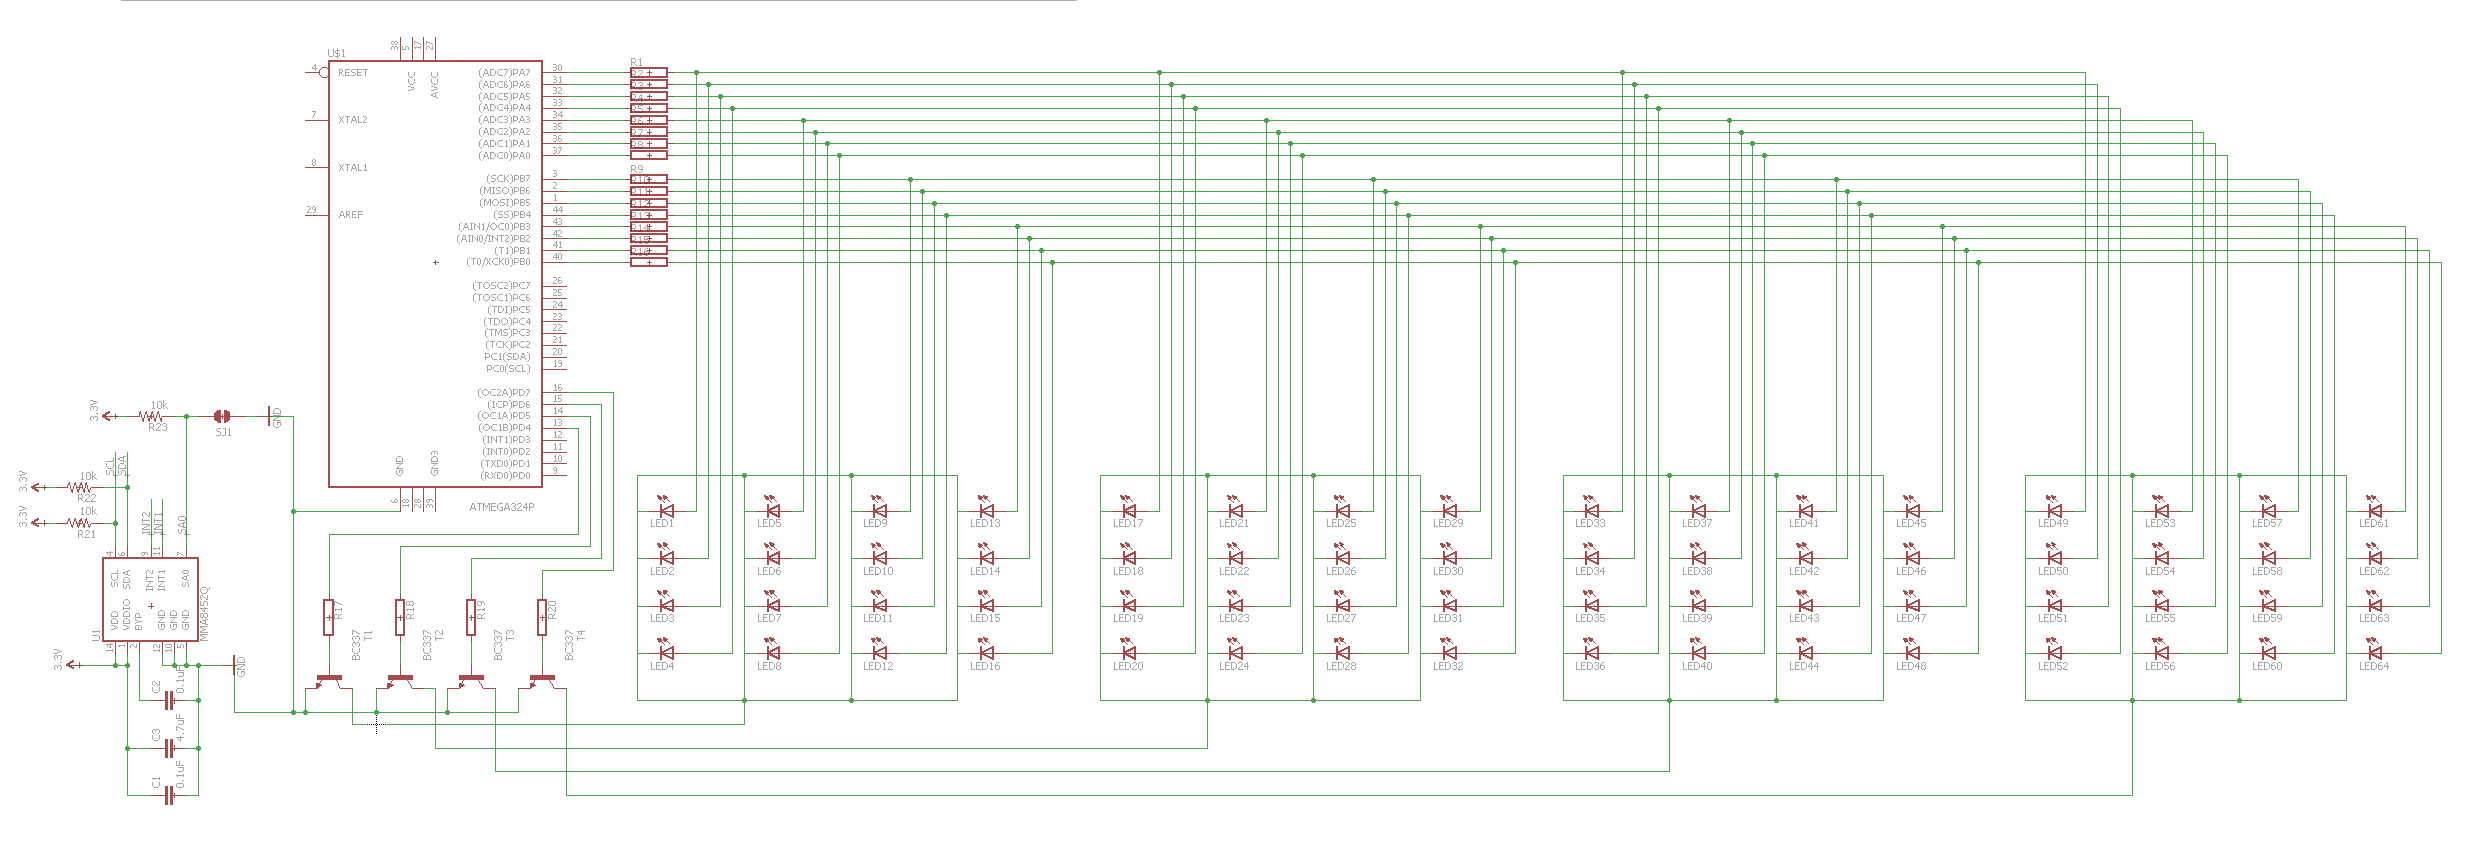 U$1
38
5
17
27
VCC
AVCC
4
RESET
7
XTAL2
8
XTAL1
29
AREF
(ADC7)PA7
30
(ADC6)PA6
31
(ADC5)PA5
32
(ADC4)PA4
33
(ADC3)PA3
34
(ADC2)PA2
35
(ADC1)PA1
36
(ADC0)PA0
37
(SCK)PB7
3
(MISO)PB6
2
(MOSI)PB5
1
(SS)PB4
44
(AIN1/OC0)PB3
43
(AIN0/INT2)PB2
42
(T1)PB1
41
(T0/XCK0)PB0
40
(TOSC2)PC7
26
(TOSC1)PC6
25
(TDI)PC5
24
(TDO)PC4
23
(TMS)PC3
22
(TCK)PC2
21
PC1(SDA)
20
PC0(SCL)
19
(OC2A)PD7
16
(ICP)PD6
15
(OC1A)PD5
14
(OC1B)PD4
13
(INT1)PD3
12
(INT0)PD2
11
(TXD0)PD1
10
(RXD0)PD0
9
GND
GND3
6
18
28
39
ATMEGA324P
R1
R2
R3
R4
R5
R6
R7
R8
R9
R10
R11
R12
R13
R14
R15
R16
3.3V
10k
R23
SJ1
GND
SCL
SDA
3.3V
10k
R22
3.3V
10k
R21
INT2
INT1
SA0
4
6
9
11
7
SCL
SDA
INT2
INT1
SA0
VDD
VDDIO
BYP
GND
GND
GND
U1
MMA8452Q
14
1
2
12
10
5
3.3V
GND
C2
0.1uF
C3
4.7uF
C1
0.1uF
R17
R18
R19
R20
BC337
T1
BC337
T2
BC337
T3
BC337
T4
LED1
LED5
LED9
LED13
LED17
LED21
LED25
LED29
LED33
LED37
LED41
LED45
LED49
LED53
LED57
LED61
LED2
LED6
LED10
LED14
LED18
LED22
LED26
LED30
LED34
LED38
LED42
LED46
LED50
LED54
LED58
LED62
LED3
LED7
LED11
LED15
LED19
LED23
LED27
LED31
LED35
LED39
LED43
LED47
LED51
LED55
LED59
LED63
LED4
LED8
LED12
LED16
LED20
LED24
LED28
LED32
LED36
LED40
LED44
LED48
LED52
LED56
LED60
LED64